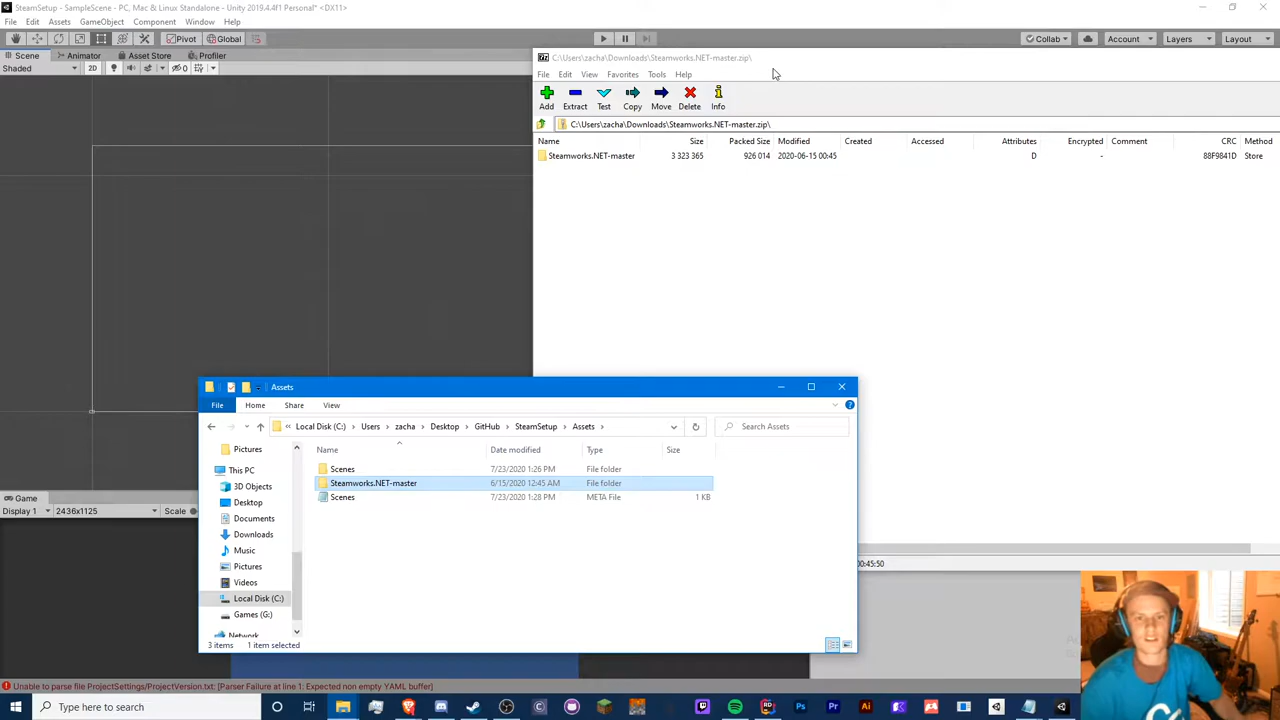 SteamSetup - SampleScene - PC, Mac & Linux Standalone - Unity 2019.4.4f1 Personal* <DX11>
File Edit Assets GameObject Component Window Help
Pivot Global Collab Account Layers Layout
Scene Animator Asset Store Profiler
Shaded 2D 0
C:\Users\zacha\Downloads\Steamworks.NET-master.zip\
File Edit View Favorites Tools Help
Add Extract Test Copy Move Delete Info
C:\Users\zacha\Downloads\Steamworks.NET-master.zip\
Name Size Packed Size Modified Created Accessed Attributes Encrypted Comment CRC Method
Steamworks.NET-master 3 323 365 926 014 2020-06-15 00:45 D - 88F9841D Store
Assets
File Home Share View
Local Disk (C:) Users zacha Desktop GitHub SteamSetup Assets Search Assets
Name Date modified Type Size
Pictures
This PC
3D Objects
Desktop
Documents
Downloads
Music
Pictures
Videos
Local Disk (C:)
Games (G:)
Network
Scenes 7/23/2020 1:26 PM File folder
Steamworks.NET-master 6/15/2020 12:45 AM File folder
Scenes 7/23/2020 1:28 PM META File 1 KB
3 items 1 item selected
Game
Display 1 2436x1125 Scale
00:45:50
Unable to parse file ProjectSettings/ProjectVersion.txt: [Parser Failure at line 1: Expected non empty YAML buffer]
Type here to search